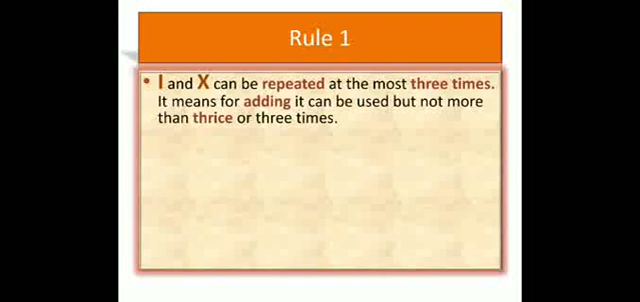 Rule 1
• I and X can be repeated at the most three times.
It means for adding it can be used but not more
than thrice or three times.